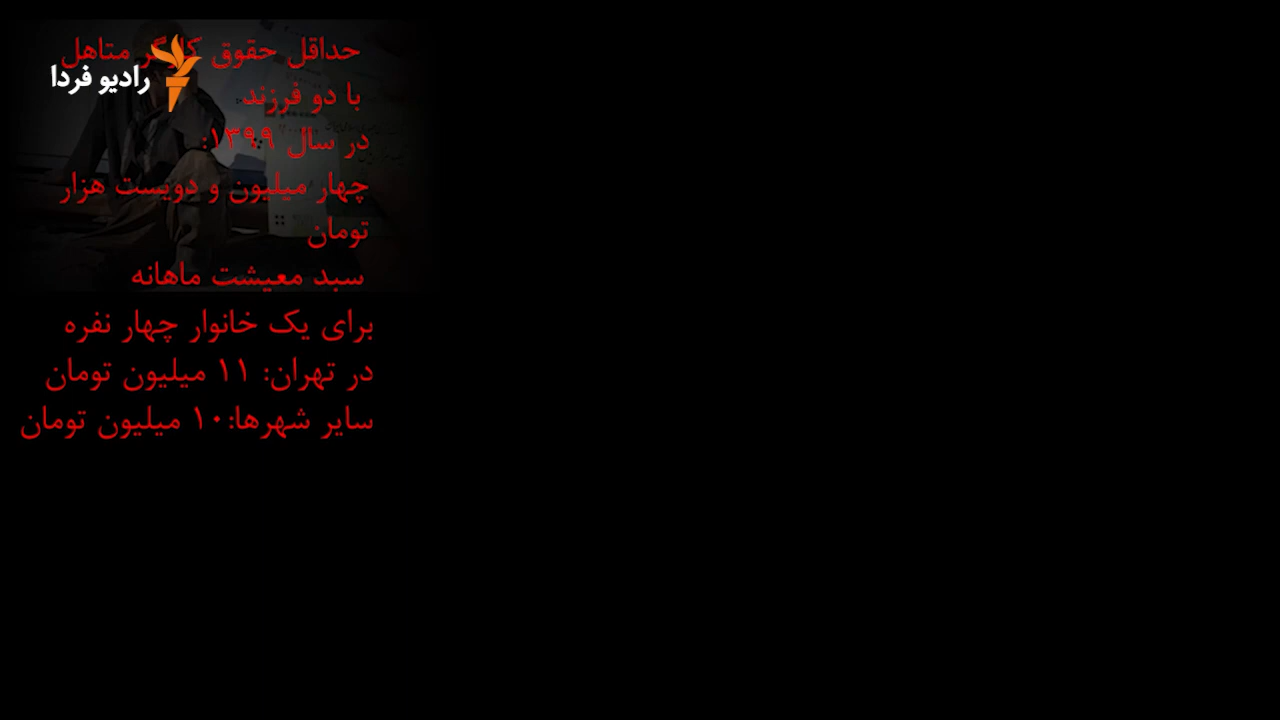 حداقل حقوق کارگر متاهل
رادیو فردا
با دو فرزند
در سال ۱۳۹۹:
چهار میلیون و دویست هزار
تومان
سبد معیشت ماهانه
برای یک خانوار چهار نفره
در تهران: ۱۱ میلیون تومان
سایر شهرها:۱۰ میلیون تومان